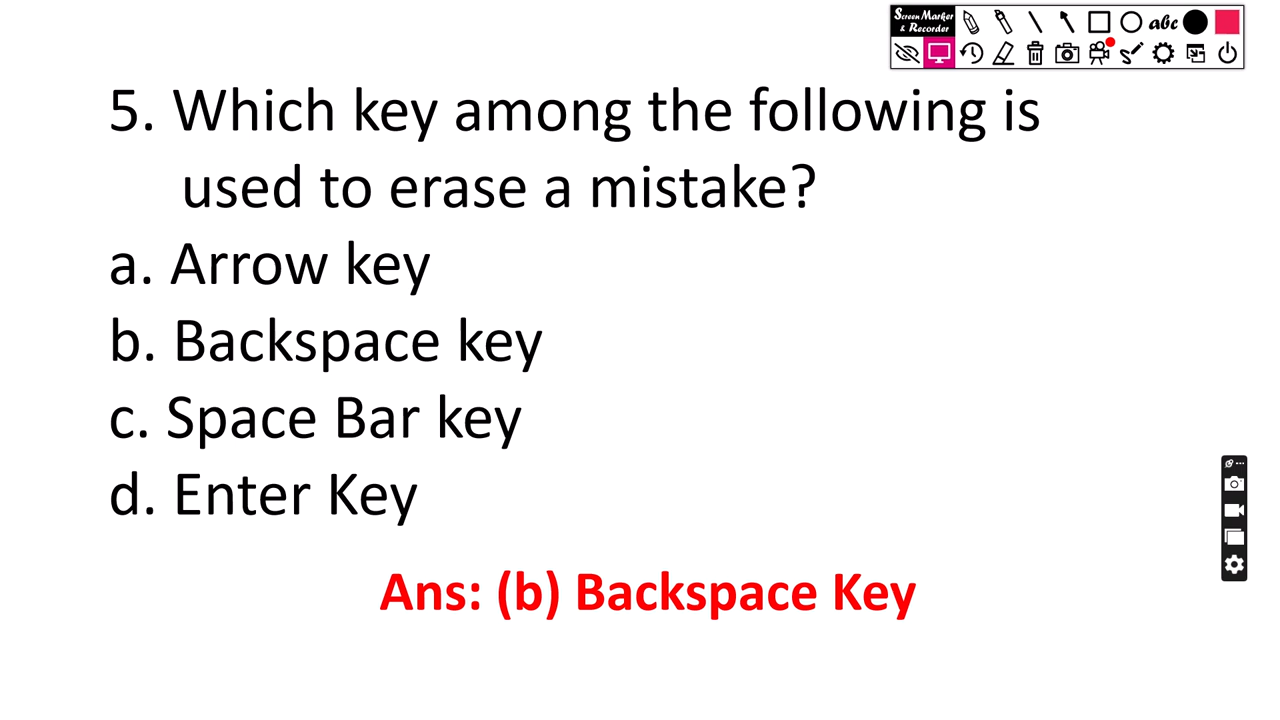 Screen Marker
& Recorder
abc
5. Which key among the following is
used to erase a mistake?
a. Arrow key
b. Backspace key
c. Space Bar key
d. Enter Key
Ans: (b) Backspace Key